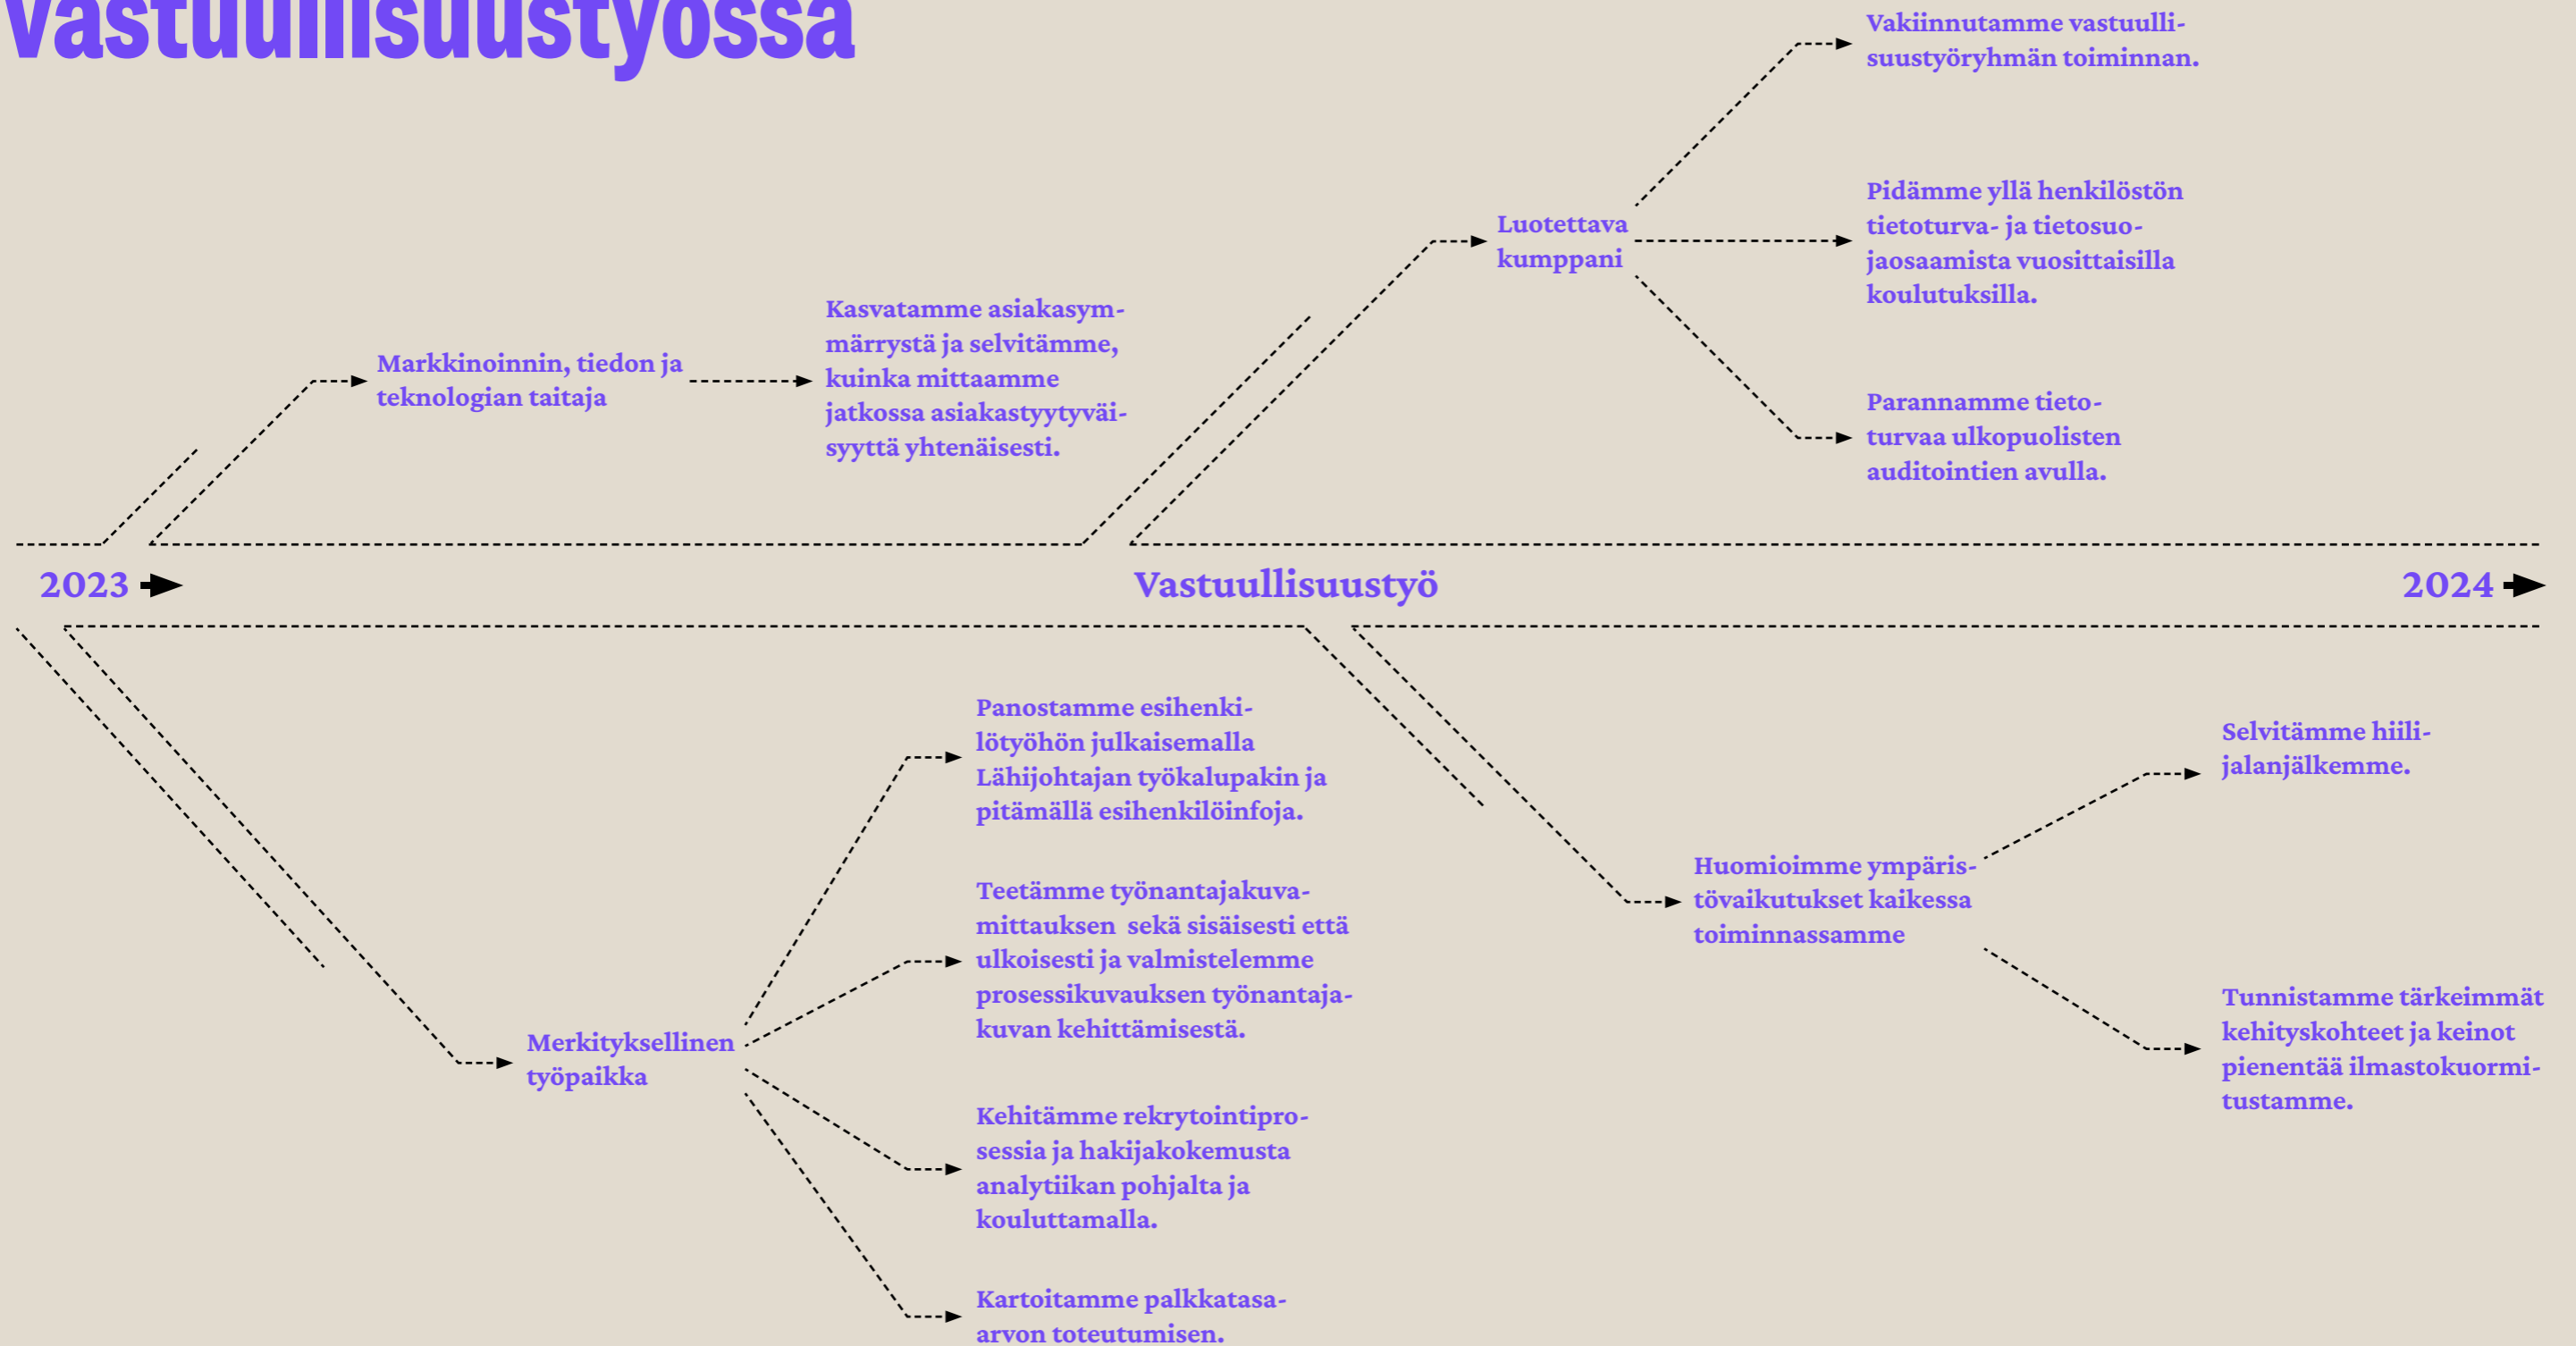 vastuullisuustyössä
Vakiinnutamme vastuulli-
suustyöryhmän toiminnan.
Luotettava
kumppani
Pidämme yllä henkilöstön
tietoturva- ja tietosuo-
jaosaamista vuosittaisilla
koulutuksilla.
Parannamme tieto-
turvaa ulkopuolisten
auditointien avulla.
Markkinoinnin, tiedon ja
teknologian taitaja
Kasvatamme asiakasym-
märrystä ja selvitämme,
kuinka mittaamme
jatkossa asiakastyytyväi-
syyttä yhtenäisesti.
2023
Vastuullisuustyö
2024
Merkityksellinen
työpaikka
Panostamme esihenki-
lötyöhön julkaisemalla
Lähijohtajan työkalupakin ja
pitämällä esihenkilöinfoja.
Teetämme työnantajakuva-
mittauksen sekä sisäisesti että
ulkoisesti ja valmistelemme
prosessikuvauksen työnantaja-
kuvan kehittämisestä.
Kehitämme rekrytointipro-
sessia ja hakijakokemusta
analytiikan pohjalta ja
kouluttamalla.
Kartoitamme palkkatasa-
arvon toteutumisen.
Huomioimme ympäris-
tövaikutukset kaikessa
toiminnassamme
Selvitämme hiili-
jalanjälkemme.
Tunnistamme tärkeimmät
kehityskohteet ja keinot
pienentää ilmastokuormi-
tustamme.